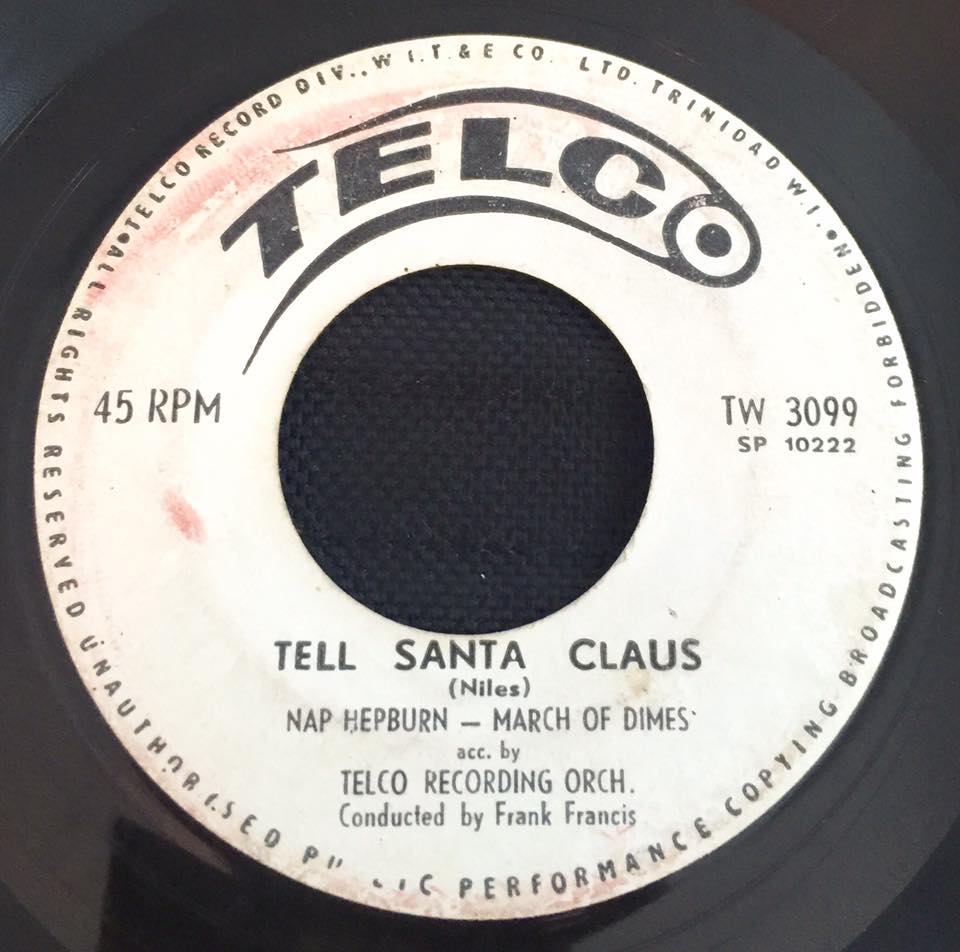 TELCO RECORD DIV., W I.T. & E CO. LTD. TRINIDAD W.I. •
TELCO
45 RPM
TW 3099
SP 10222
TELL SANTA CLAUS
(Niles)
NAP HEPBURN — MARCH OF DIMES
acc. by
TELCO RECORDING ORCH.
Conducted by Frank Francis
ALL RIGHTS RESERVED UNAUTHORISED PERFORMANCE COPYING BROADCASTING FORBIDDEN